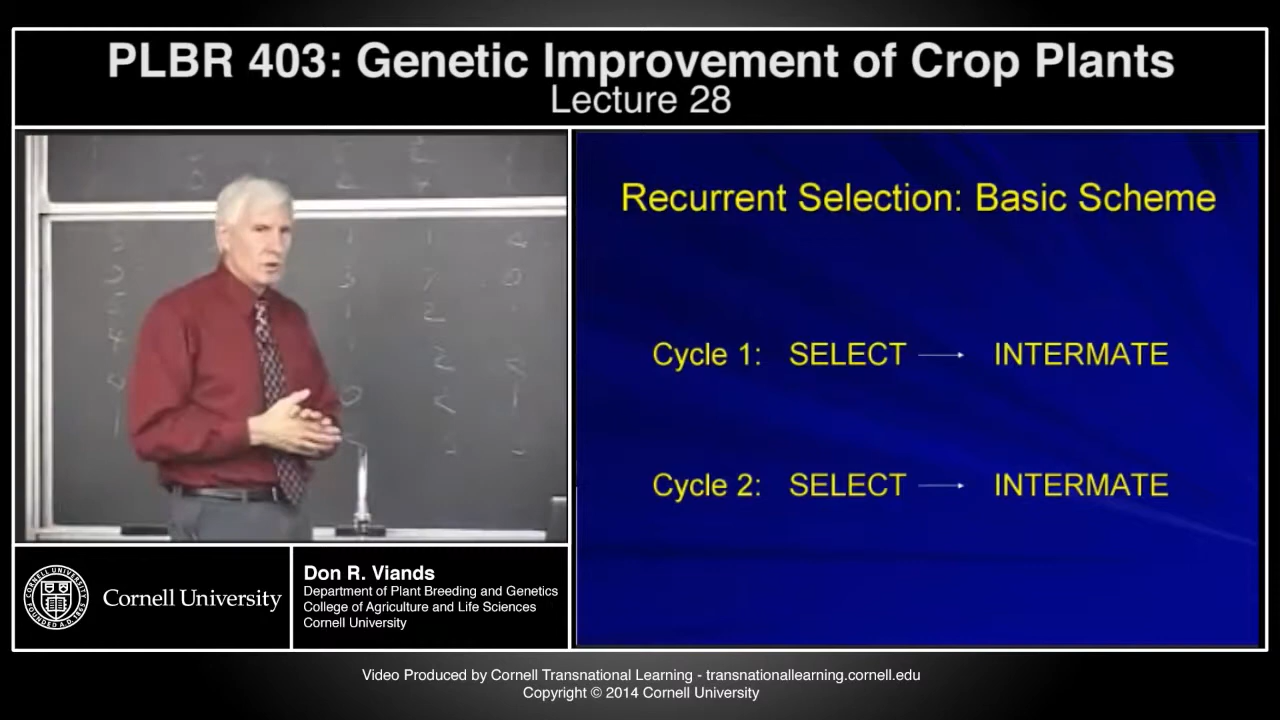 PLBR 403: Genetic Improvement of Crop Plants
Lecture 28
Recurrent Selection: Basic Scheme
Cycle 1: SELECT → INTERMATE
Cycle 2: SELECT → INTERMATE
Cornell University
Don R. Viands
Department of Plant Breeding and Genetics
College of Agriculture and Life Sciences
Cornell University
Video Produced by Cornell Transnational Learning - transnationallearning.cornell.edu
Copyright © 2014 Cornell University